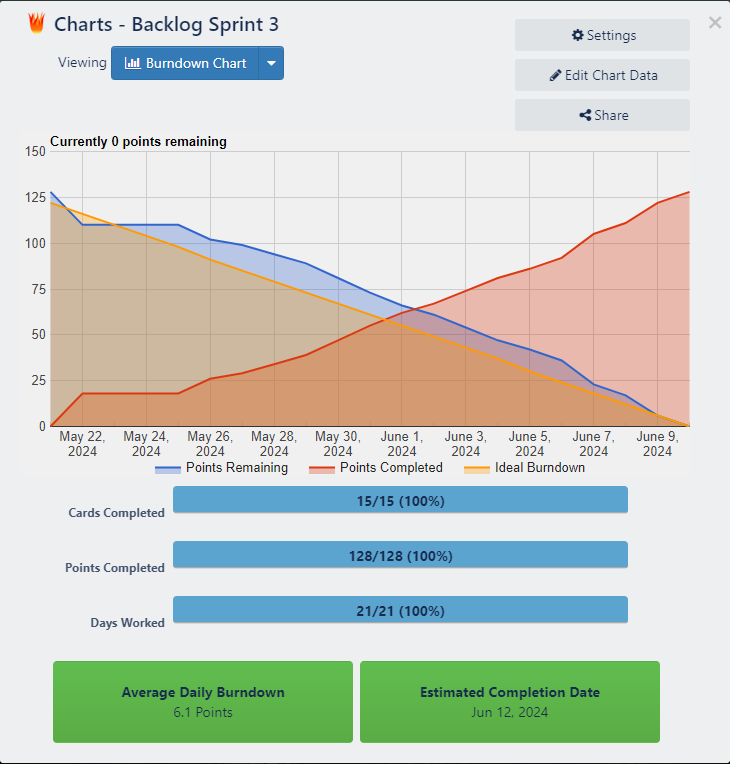 Charts - Backlog Sprint 3
×
Viewing
Burndown Chart
Settings
Edit Chart Data
Share
Currently 0 points remaining
150
125
100
75
50
25
0
May 22, 2024
May 24, 2024
May 26, 2024
May 28, 2024
May 30, 2024
June 1, 2024
June 3, 2024
June 5, 2024
June 7, 2024
June 9, 2024
Points Remaining
Points Completed
Ideal Burndown
Cards Completed
15/15 (100%)
Points Completed
128/128 (100%)
Days Worked
21/21 (100%)
Average Daily Burndown
6.1 Points
Estimated Completion Date
Jun 12, 2024